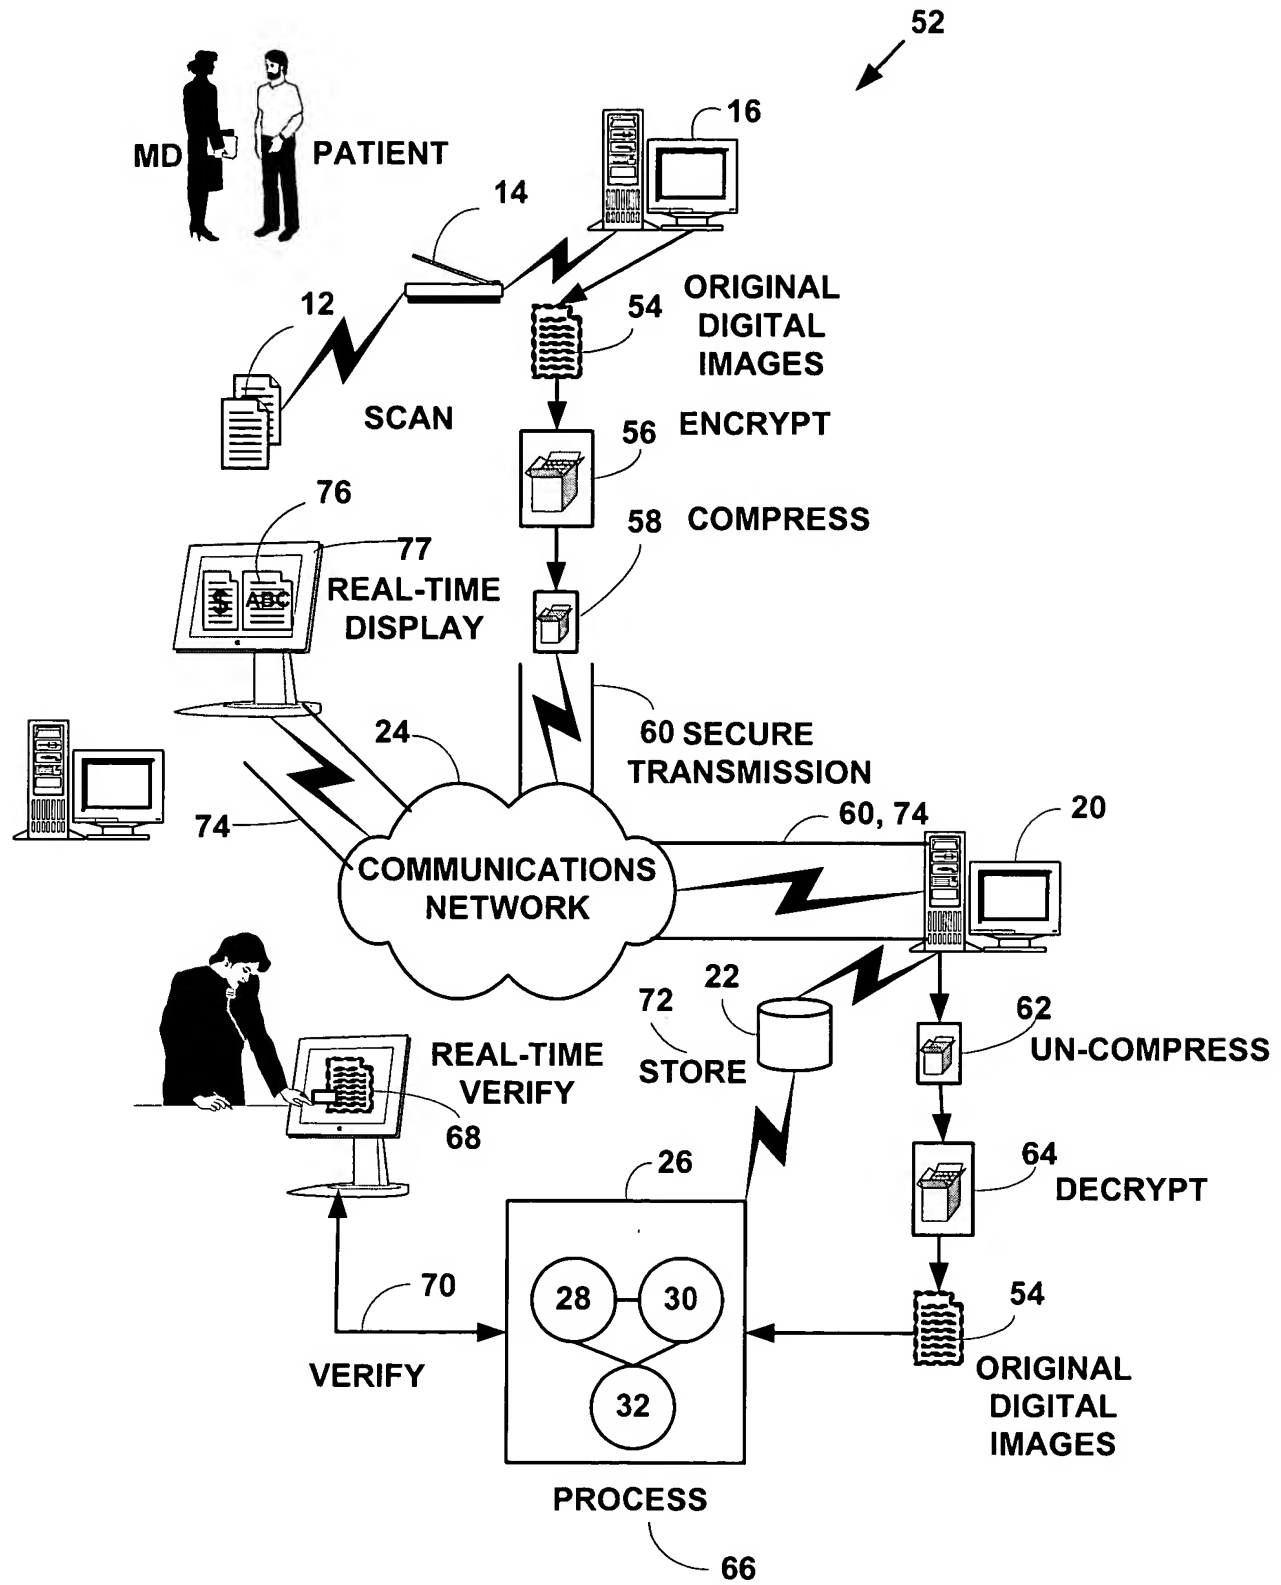 52
16
MD
PATIENT
14
12
54
ORIGINAL
DIGITAL
IMAGES
SCAN
56
ENCRYPT
76
58
COMPRESS
77
REAL-TIME
DISPLAY
$
ABC
24
60 SECURE
TRANSMISSION
74
60, 74
20
COMMUNICATIONS
NETWORK
22
72
STORE
62
UN-COMPRESS
REAL-TIME
VERIFY
68
26
64
DECRYPT
70
28
30
54
VERIFY
32
ORIGINAL
DIGITAL
IMAGES
PROCESS
66